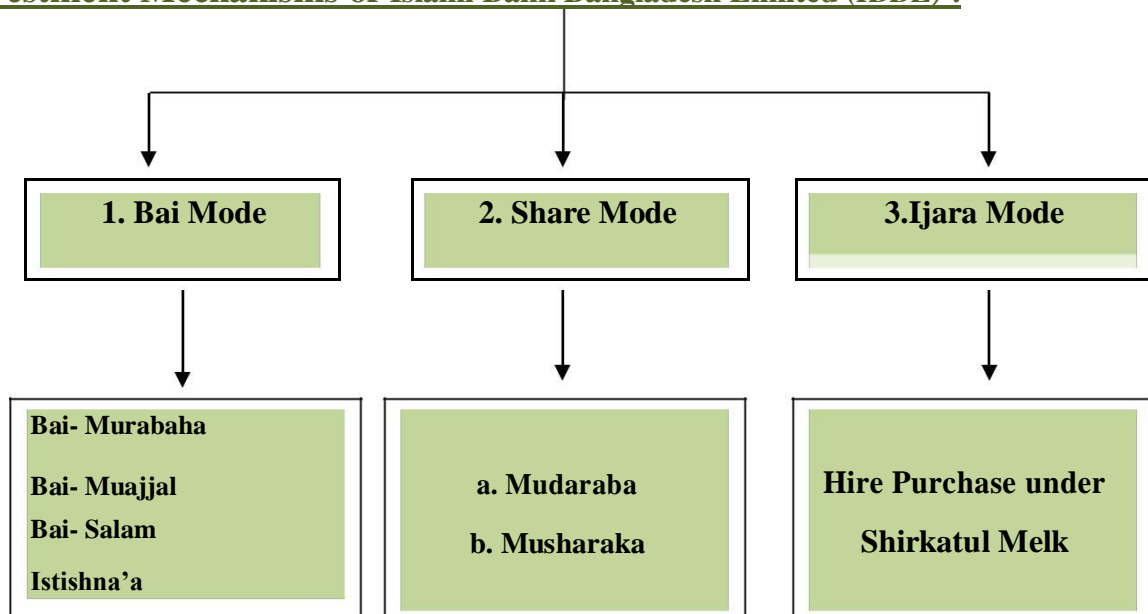 Mechanisms of Islami Bank Bangladesh Limited (IBBL) :
1. Bai Mode
2. Share Mode
3.Ijara Mode
Bai- Murabaha
Bai- Muajjal
Bai- Salam
Istishna’a
a. Mudaraba
b. Musharaka
Hire Purchase under
Shirkatul Melk